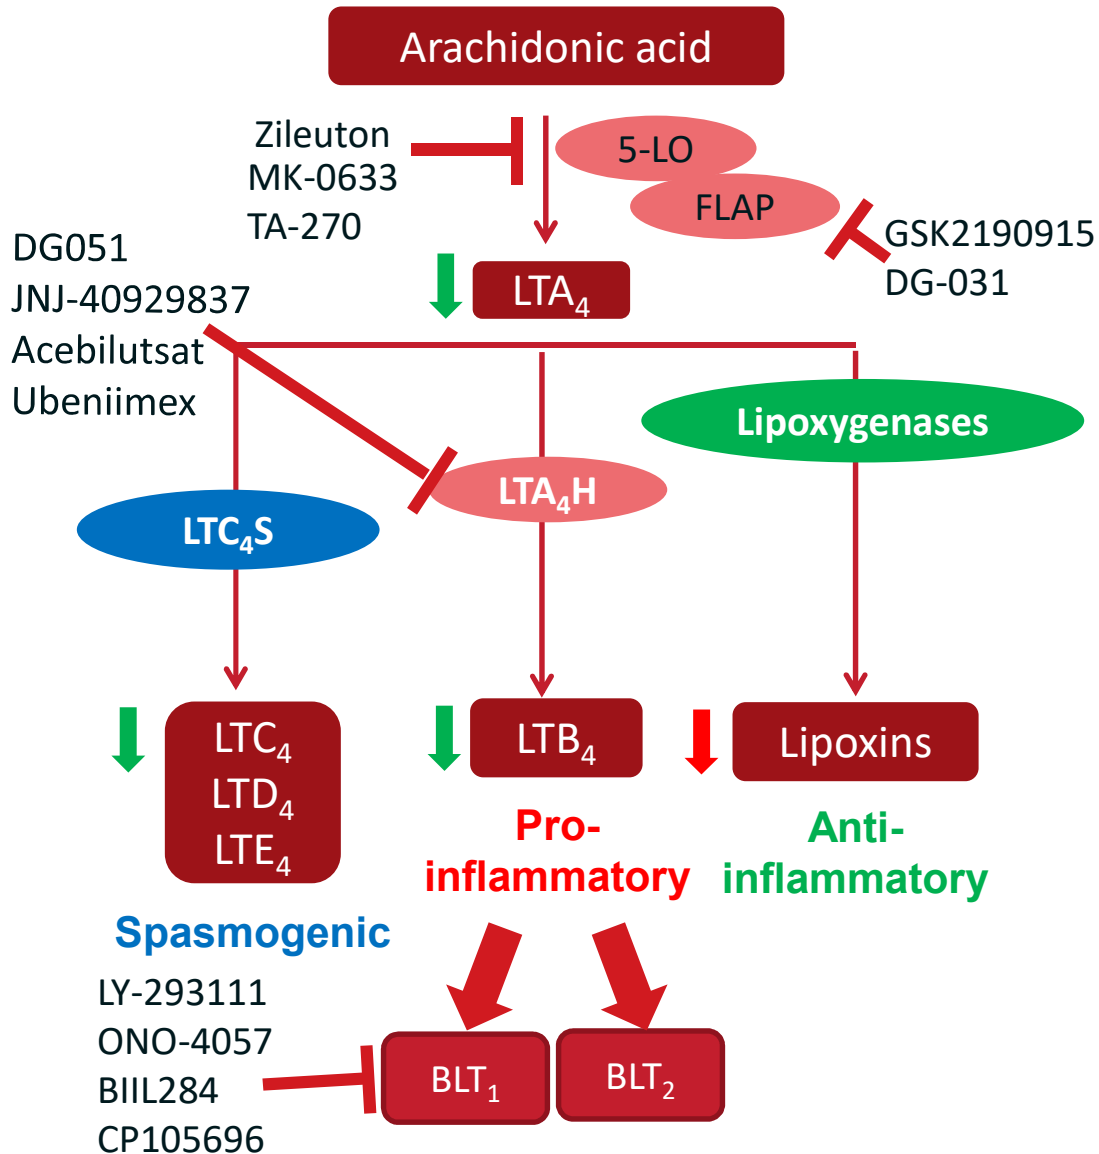 Arachidonic acid
Zileuton
MK-0633
TA-270
5-LO
FLAP
GSK2190915
DG-031
DG051
JNJ-40929837
Acebilutsat
Ubeniimex
LTA₄
Lipoxygenases
LTA₄H
LTC₄S
LTC₄
LTD₄
LTE₄
LTB₄
Lipoxins
Pro-
inflammatory
Anti-
inflammatory
Spasmogenic
LY-293111
ONO-4057
BIIL284
CP105696
BLT₁
BLT₂